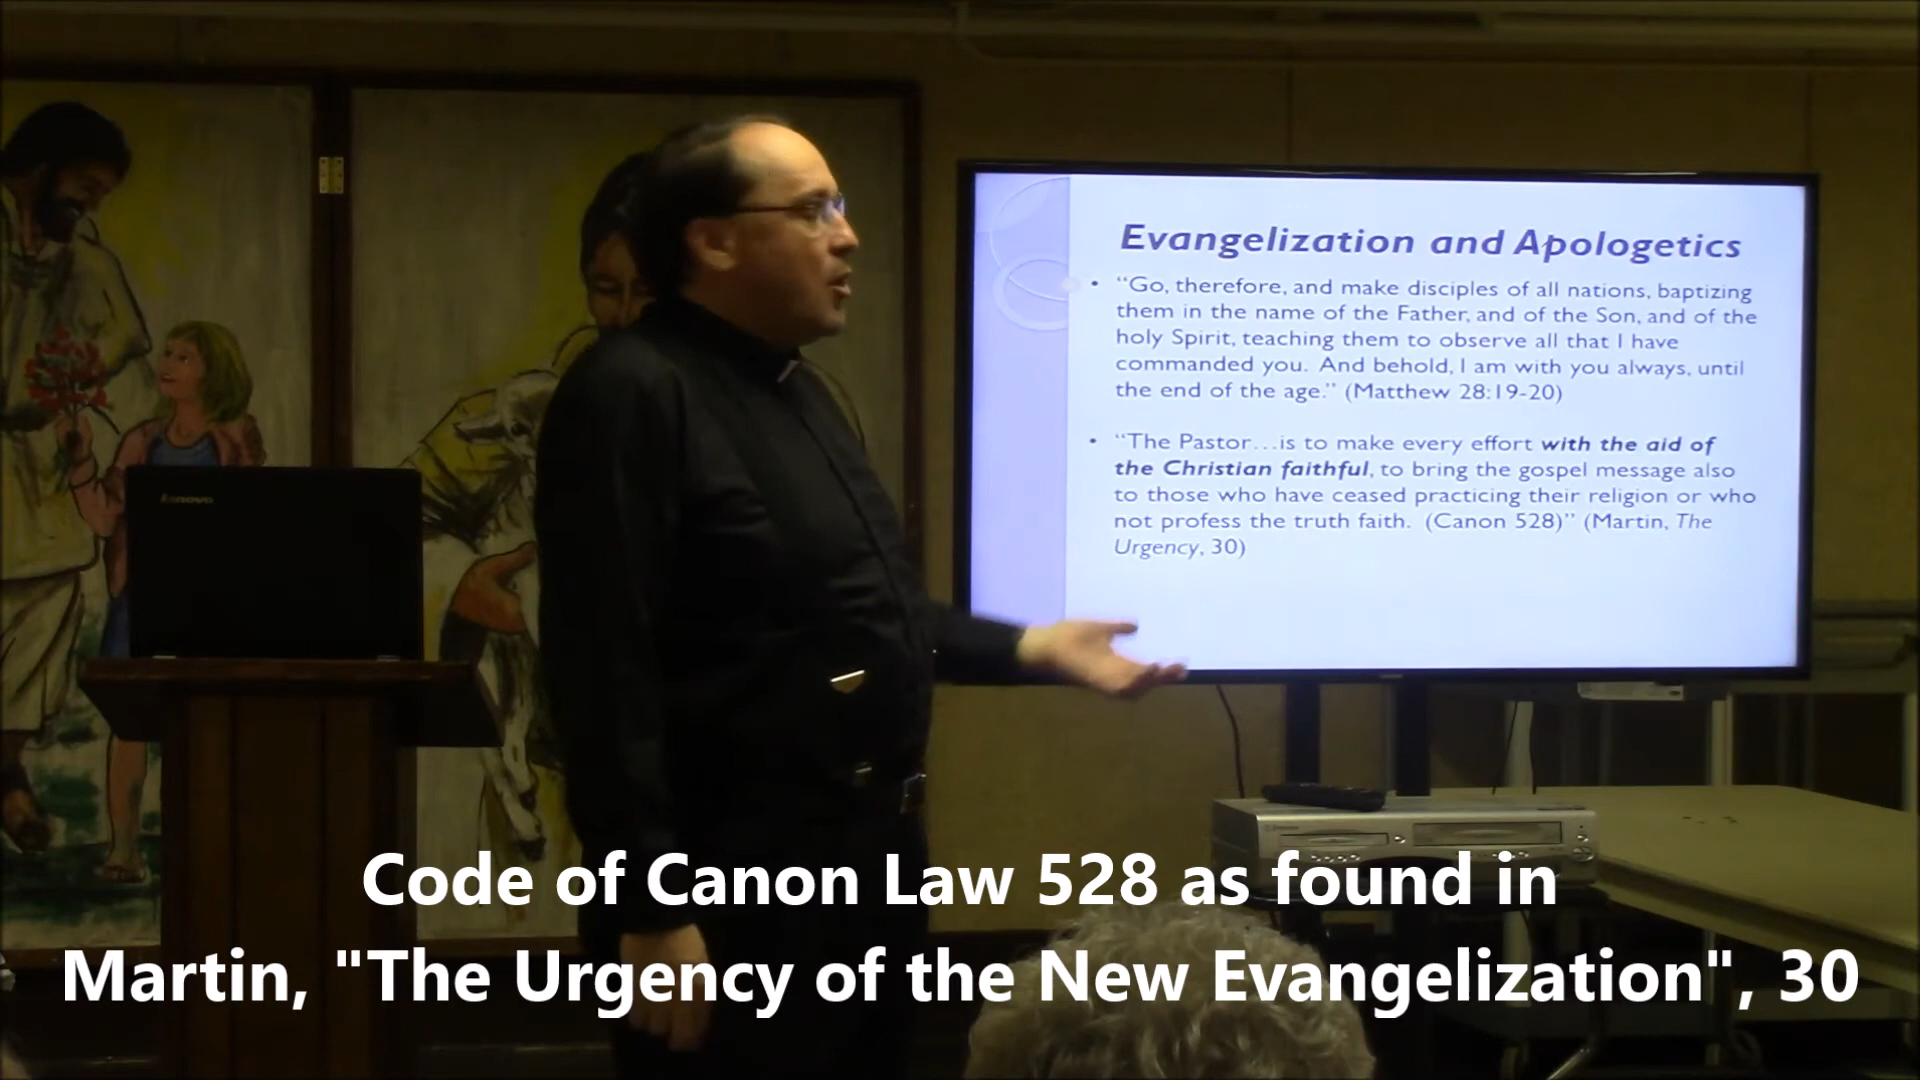 Evangelization and Apologetics
• “Go, therefore, and make disciples of all nations, baptizing
them in the name of the Father, and of the Son, and of the
holy Spirit, teaching them to observe all that I have
commanded you. And behold, I am with you always, until
the end of the age.” (Matthew 28:19-20)
• “The Pastor…is to make every effort with the aid of
the Christian faithful, to bring the gospel message also
to those who have ceased practicing their religion or who
not profess the truth faith. (Canon 528)” (Martin, The
Urgency, 30)
lenovo
Code of Canon Law 528 as found in
Martin, "The Urgency of the New Evangelization", 30